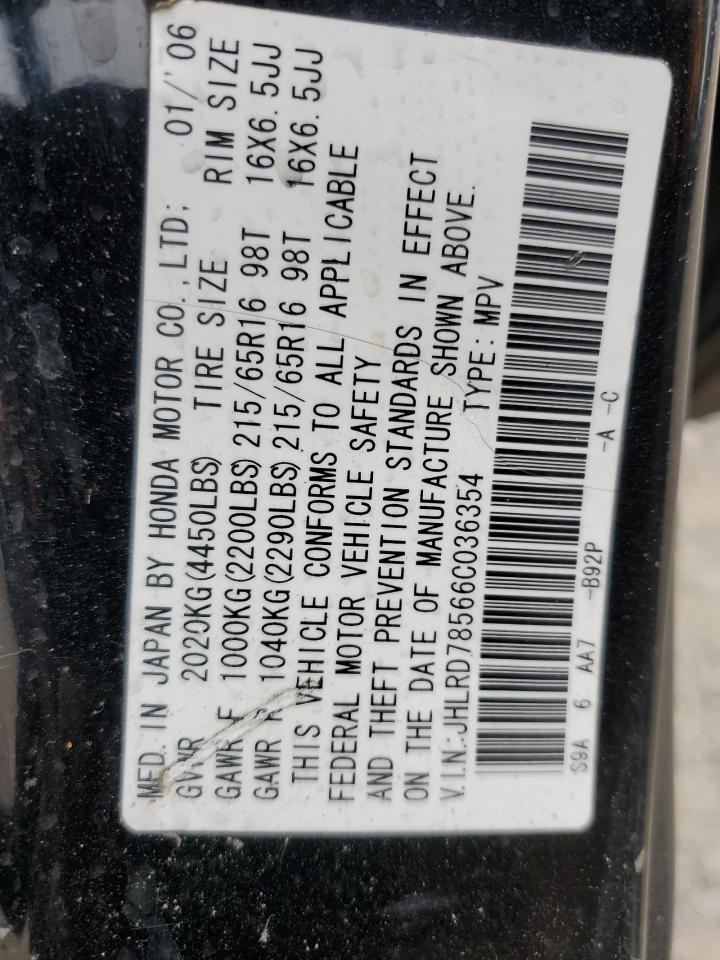 MFD. IN JAPAN BY HONDA MOTOR CO., LTD; 01/'06
GVWR 2020KG(4450LBS) TIRE SIZE RIM SIZE
GAWR F 1000KG(2200LBS) 215/65R16 98T 16X6. 5JJ
GAWR R 1040KG(2290LBS) 215/65R16 98T 16X6. 5JJ
THIS VEHICLE CONFORMS TO ALL APPLICABLE
FEDERAL MOTOR VEHICLE SAFETY
AND THEFT PREVENTION STANDARDS IN EFFECT
ON THE DATE OF MANUFACTURE SHOWN ABOVE.
V.I.N.:JHLRD78566C036354 TYPE: MPV
S9A 6 AA7 -B92P -A -C